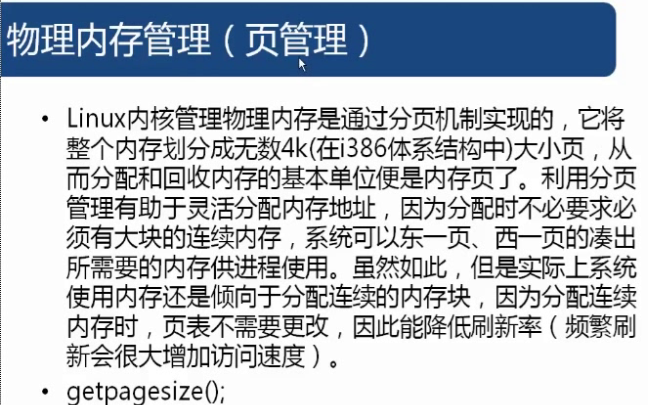 物理内存管理（页管理）
• Linux内核管理物理内存是通过分页机制实现的，它将
整个内存划分成无数4k(在i386体系结构中)大小页，从
而分配和回收内存的基本单位便是内存页了。利用分页
管理有助于灵活分配内存地址，因为分配时不必要求必
须有大块的连续内存，系统可以东一页、西一页的凑出
所需要的内存供进程使用。虽然如此，但是实际上系统
使用内存还是倾向于分配连续的内存块，因为分配连续
内存时，页表不需要更改，因此能降低刷新率（频繁刷
新会很大增加访问速度）。
• getpagesize();